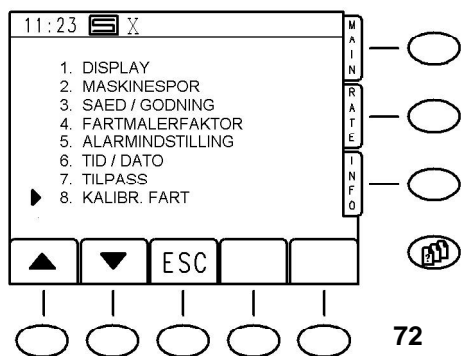 11:23 S X
1. DISPLAY
2. MASKINESPOR
3. SAED / GODNING
4. FARTMALERFAKTOR
5. ALARMINDSTILLING
6. TID / DATO
7. TILPASS
8. KALIBR. FART
MAIN
RATE
INFO
ESC
72